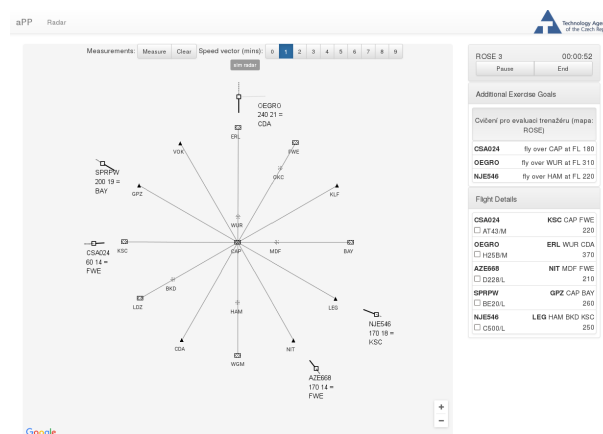 aPP Radar
Technology Age
of the Czech Rep
Measurements: Measure Clear Speed vector (mins): 0 1 2 3 4 5 6 7 8 9
sim radar
ROSE 3 00:00:52
Pause End
Additional Exercise Goals
Cvičení pro evaluaci trenažéru (mapa:
ROSE)
CSA024 fly over CAP at FL 180
OEGRO fly over WUR at FL 310
NJE546 fly over HAM at FL 220
Flight Details
CSA024 KSC CAP FWE
AT43/M 220
OEGRO ERL WUR CDA
H25B/M 370
AZE668 NIT MDF FWE
D228/L 210
SPRPW GPZ CAP BAY
BE20/L 260
NJE546 LEG HAM BKD KSC
C500/L 250
OEGRO
240 21 =
CDA
ERL
VOK
FWE
CKC
SPRPW
200 19 =
BAY
GPZ
KLF
WUR
CSA024
60 14 =
FWE
KSC
CAP
MDF
BAY
BKD
LDZ
HAM
LEG
NJE546
170 18 =
KSC
CDA
NIT
WGM
AZE668
170 14 =
FWE
+
−
Google